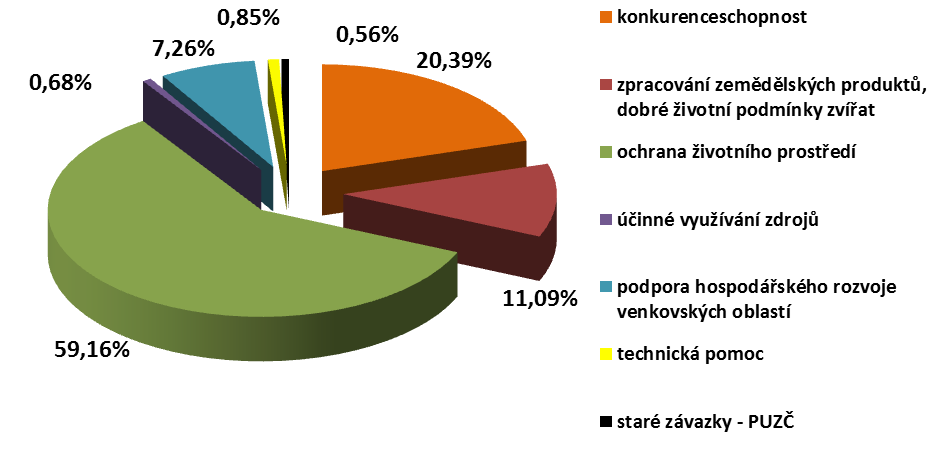 0,85%
0,56%
7,26%
20,39%
0,68%
11,09%
59,16%
konkurenceschopnost
zpracování zemědělských produktů,
dobré životní podmínky zvířat
ochrana životního prostředí
účinné využívání zdrojů
podpora hospodářského rozvoje
venkovských oblastí
technická pomoc
staré závazky - PUZČ